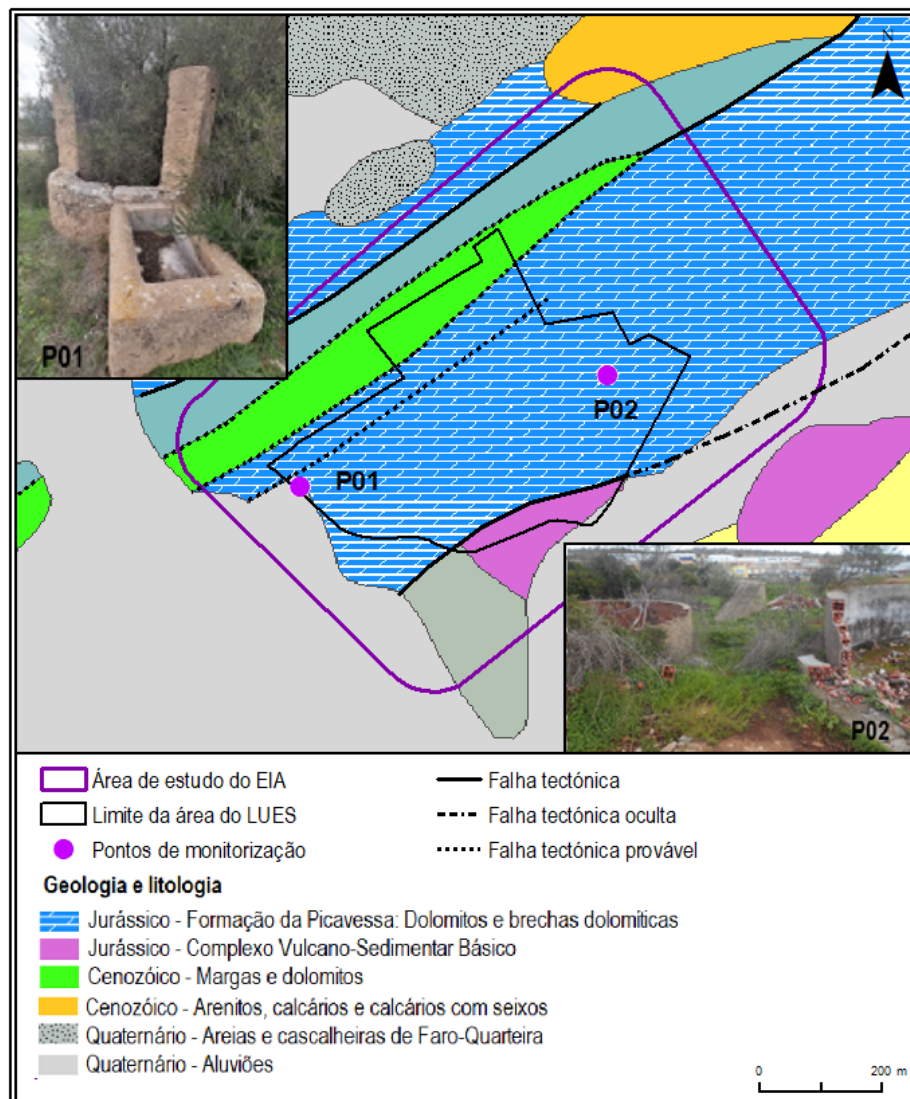 N
P01
P02
P01
P02
Área de estudo do EIA
Falha tectónica
Limite da área do LUES
Falha tectónica oculta
Pontos de monitorização
Falha tectónica provável
Geologia e litologia
Jurássico - Formação da Picavessa: Dolomitos e brechas dolomíticas
Jurássico - Complexo Vulcano-Sedimentar Básico
Cenozóico - Margas e dolomitos
Cenozóico - Arenitos, calcários e calcários com seixos
Quaternário - Areias e cascalheiras de Faro-Quarteira
Quaternário - Aluviões
0 200 m